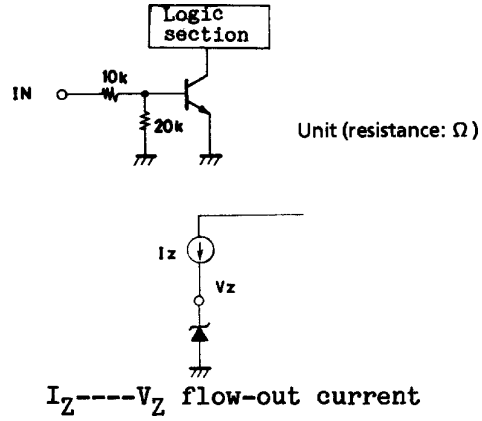 Logic
section
10k
IN
20k
Unit (resistance: Ω)
Iz
Vz
I_Z----V_Z flow-out current